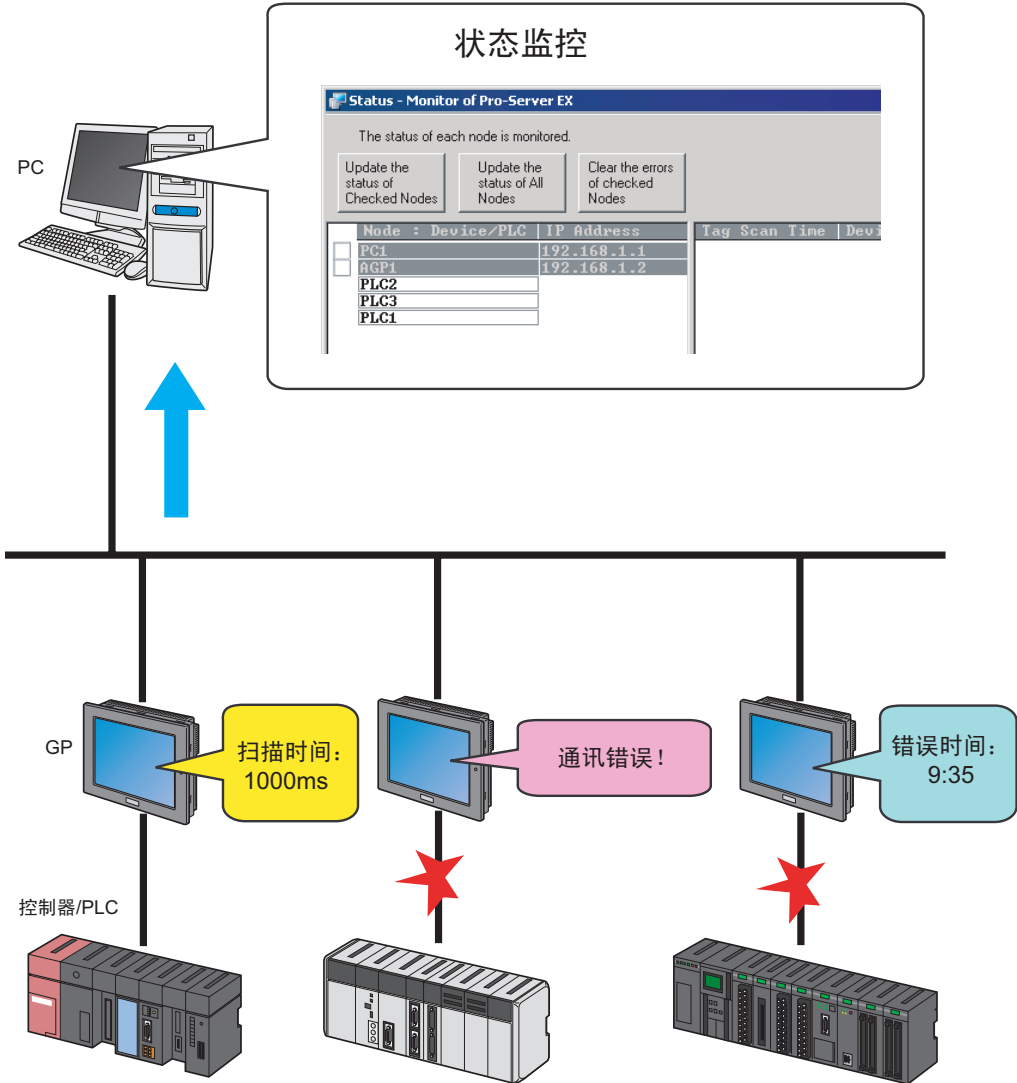 状态监控
Status - Monitor of Pro-Server EX
The status of each node is monitored.
Update the
status of
Checked Nodes
Update the
status of All
Nodes
Clear the errors
of checked
Nodes
Node : Device/PLC IP Address Tag Scan Time Devi
PC1 192.168.1.1
AGP1 192.168.1.2
PLC2
PLC3
PLC1
PC
GP
扫描时间：
1000ms
通讯错误！
错误时间：
9:35
控制器/PLC